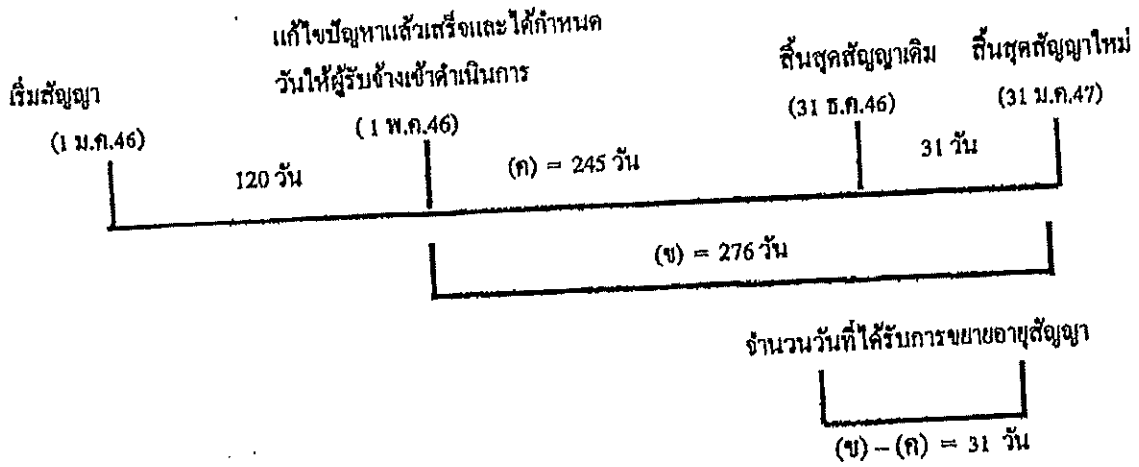 แก้ไขปัญหาแล้วเสร็จและได้กำหนด
วันให้ผู้รับจ้างเข้าดำเนินการ
สิ้นสุดสัญญาเดิม
สิ้นสุดสัญญาใหม่
เริ่มสัญญา
(1 ม.ค.46)
(1 พ.ค.46)
(31 ธ.ค.46)
(31 ม.ค.47)
120 วัน
(ค) = 245 วัน
31 วัน
(ข) = 276 วัน
จำนวนวันที่ได้รับการขยายอายุสัญญา
(ข) – (ค) = 31 วัน